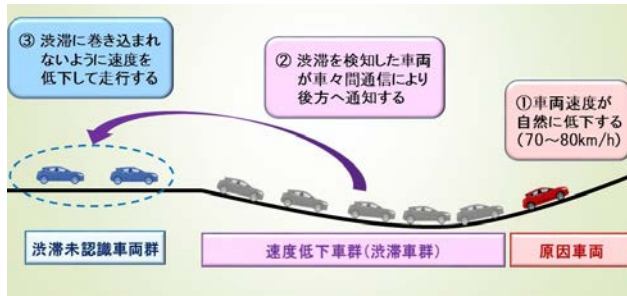 ③ 渋滞に巻き込まれ
ないように速度を
低下して走行する
② 渋滞を検知した車両
が車々間通信により
後方へ通知する
①車両速度が
自然に低下する
(70～80km/h)
渋滞未認識車両群
速度低下車群(渋滞車群)
原因車両